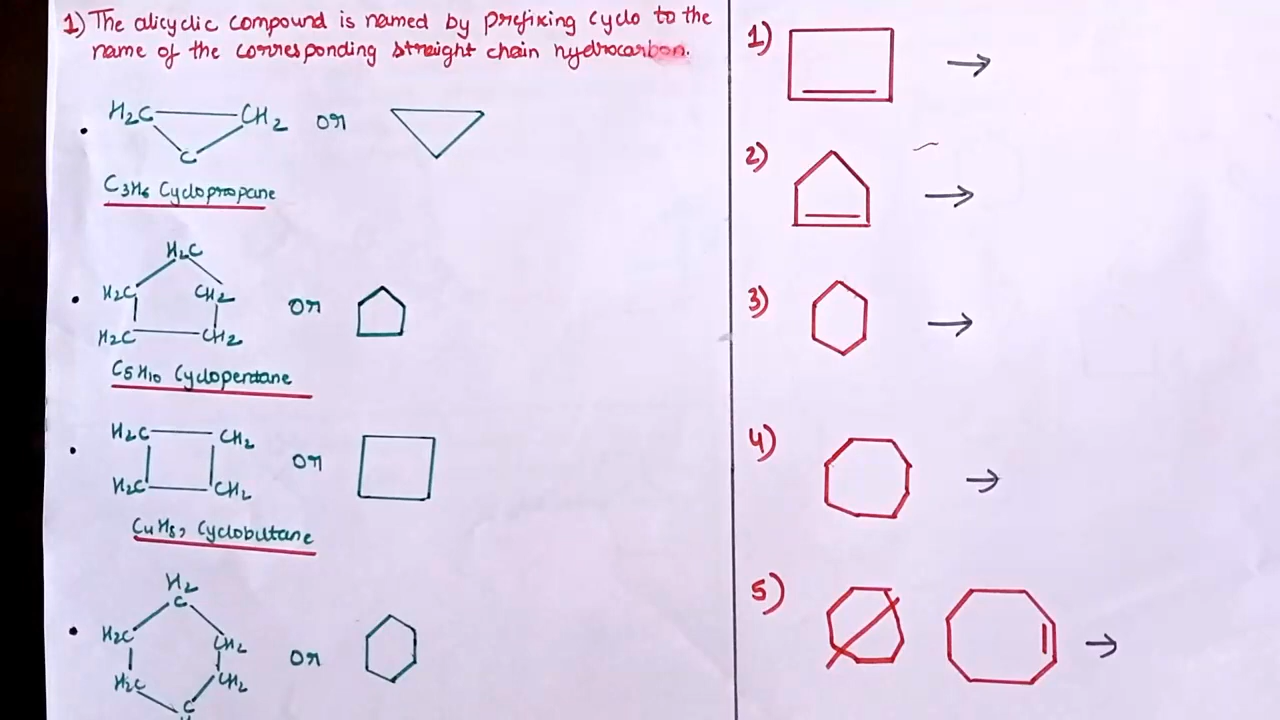 1) The alicyclic compound is named by prefixing cyclo to the
name of the corresponding straight chain hydrocarbon.
H₂C CH₂ or
C
C₃H₆ Cyclopropane
H₂C
H₂C CH₂ or
H₂C CH₂
C₅H₁₀ Cyclopentane
H₂C CH₂ or
H₂C CH₂
C₄H₈, Cyclobutane
H₂
C
H₂C CH₂ or
H₂C CH₂
C
1)
2)
3)
4)
5)